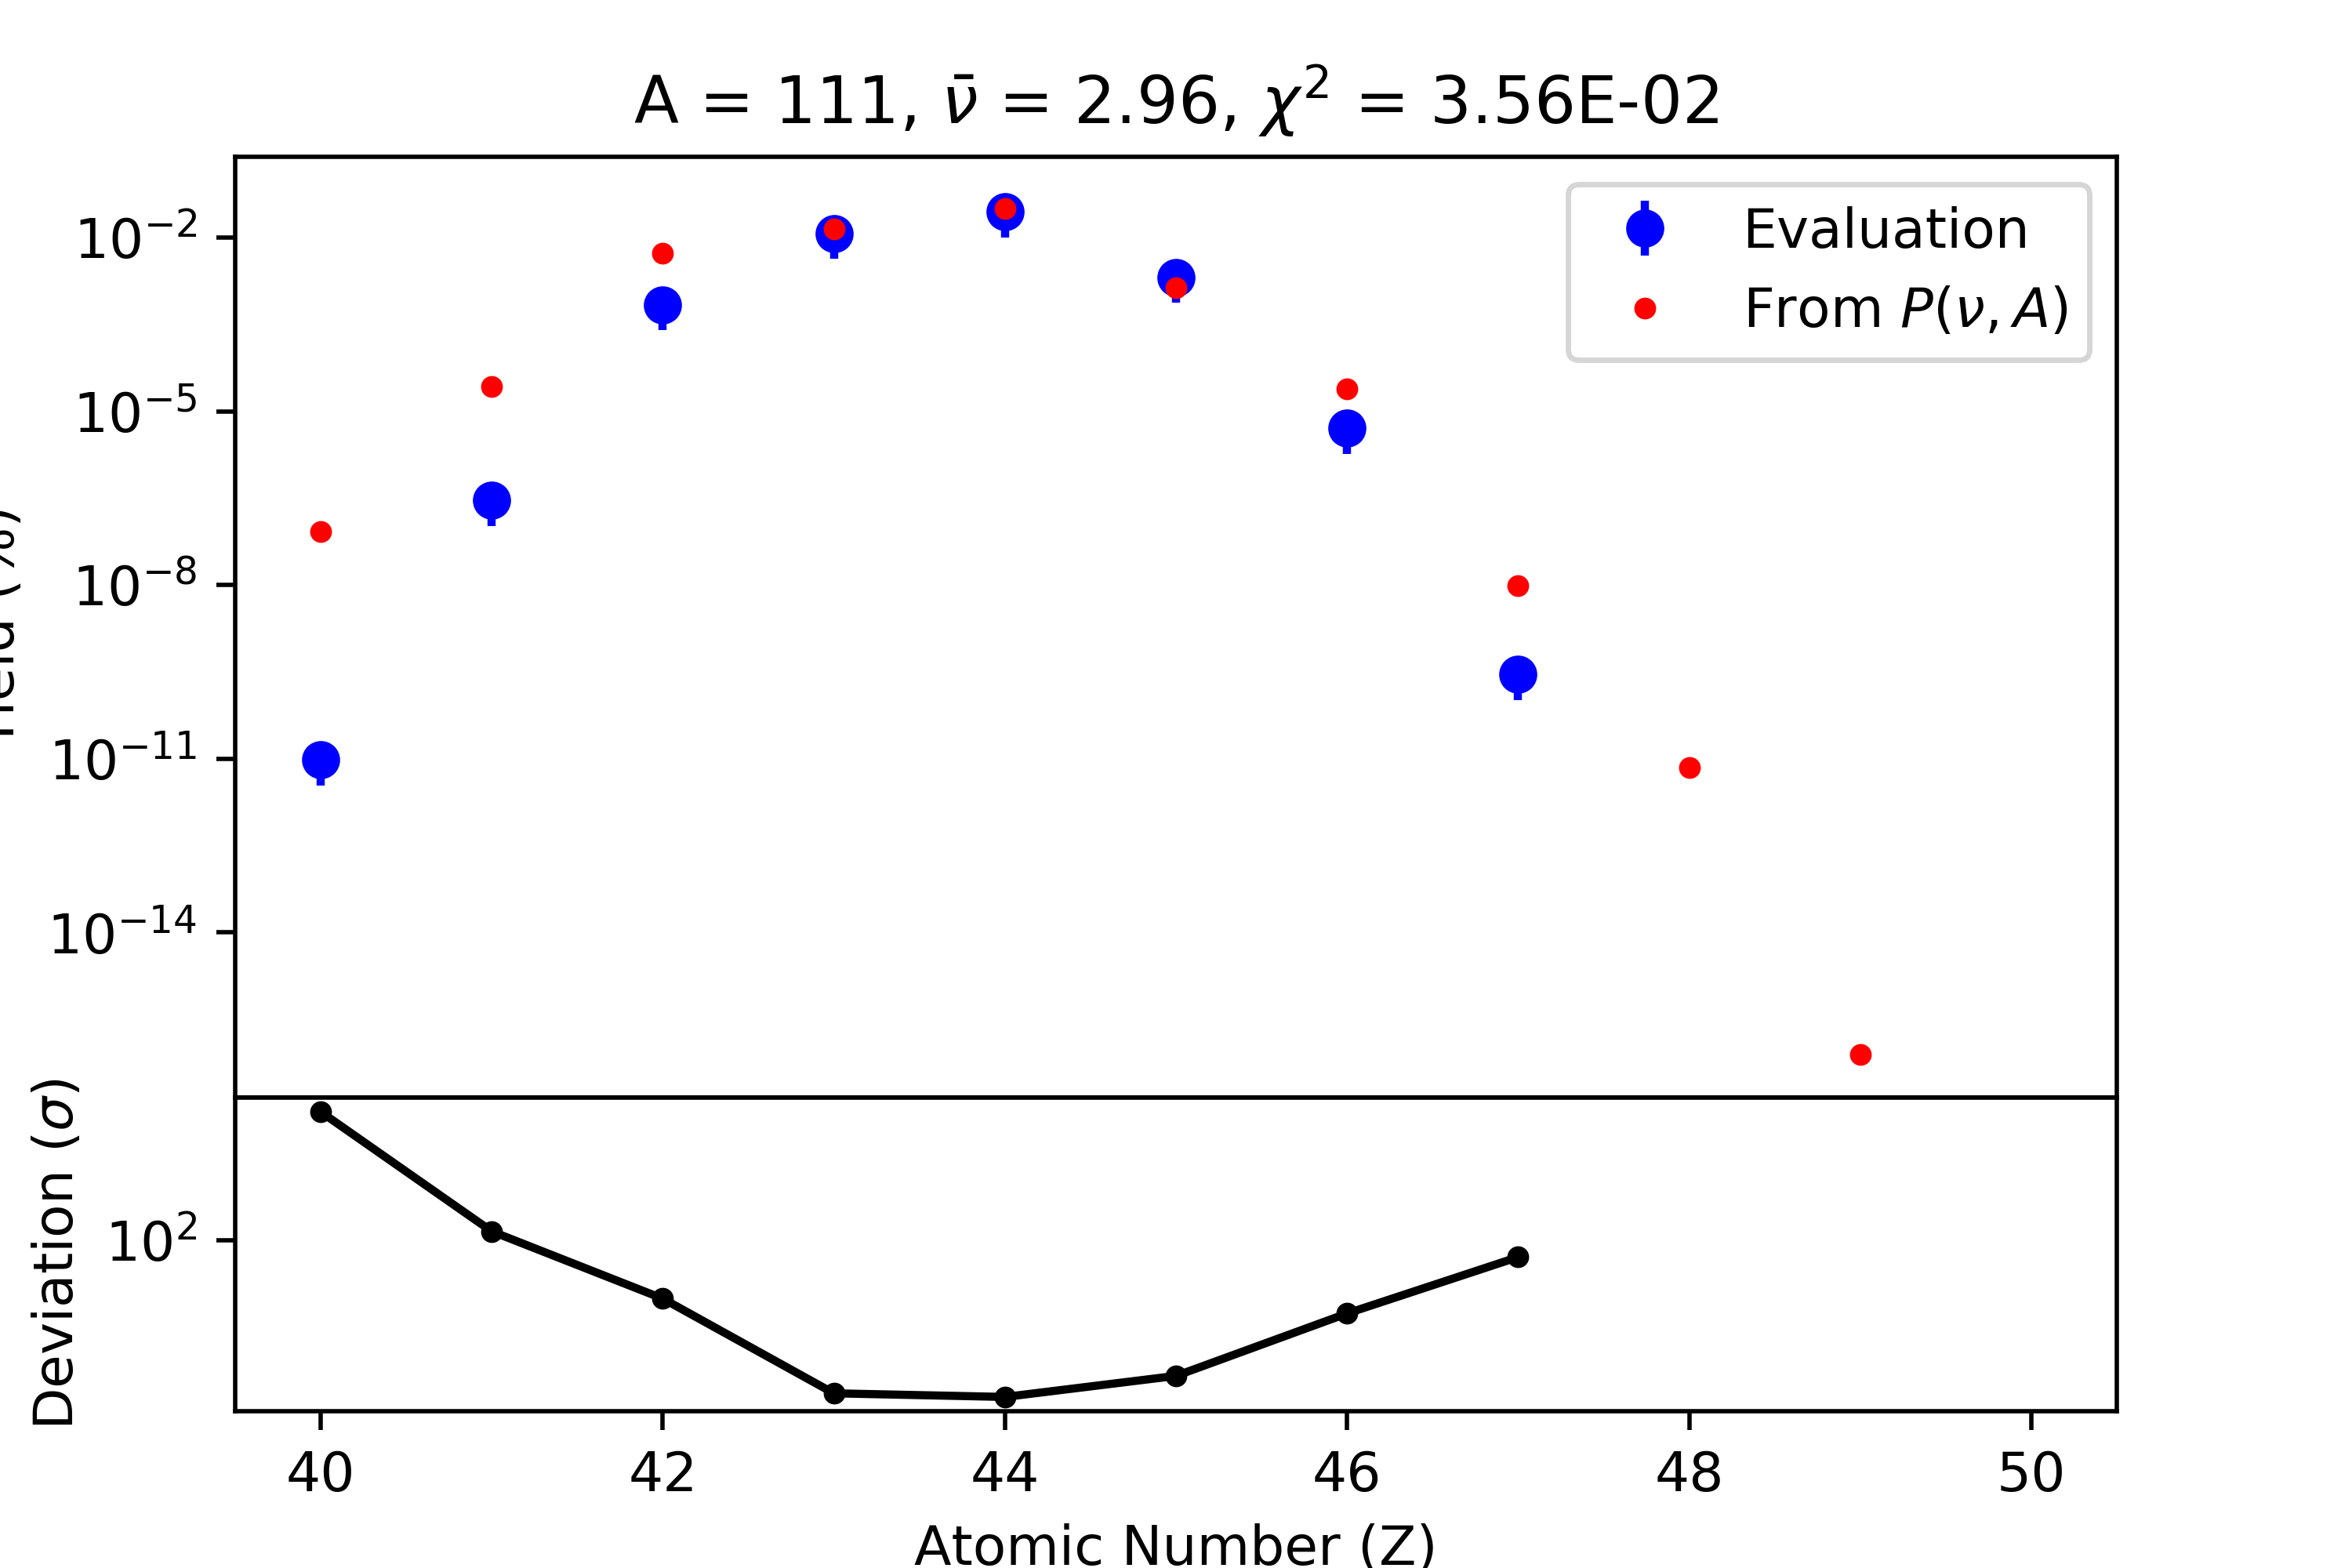 A = 111, ν̄ = 2.96, χ² = 3.56E-02
Evaluation
From P(ν, A)
10⁻²
10⁻⁵
10⁻⁸
10⁻¹¹
10⁻¹⁴
(%)
Deviation (σ)
10²
40 42 44 46 48 50
Atomic Number (Z)